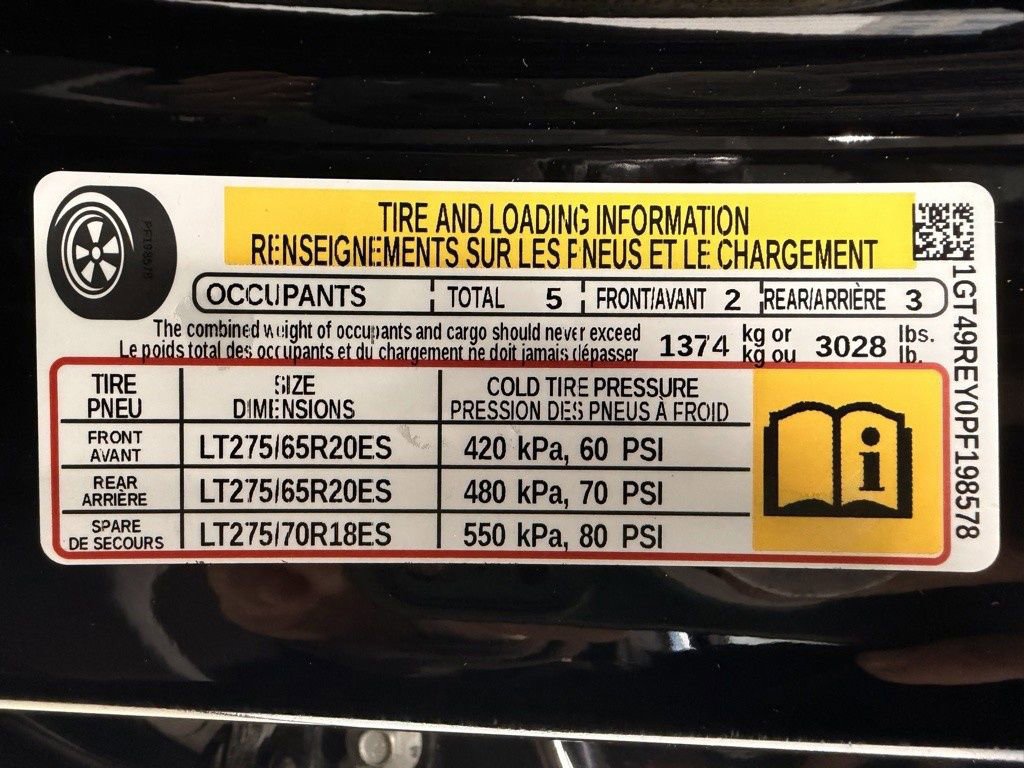 TIRE AND LOADING INFORMATION
RENSEIGNEMENTS SUR LES PNEUS ET LE CHARGEMENT
OCCUPANTS TOTAL 5 FRONT/AVANT 2 REAR/ARRIÈRE 3
The combined weight of occupants and cargo should never exceed 1374 kg or 3028 lbs.
Le poids total des occupants et du chargement ne doit jamais dépasser kg ou lb.
TIRE SIZE COLD TIRE PRESSURE
PNEU DIMENSIONS PRESSION DES PNEUS À FROID
FRONT
AVANT LT275/65R20ES 420 kPa, 60 PSI
REAR
ARRIÈRE LT275/65R20ES 480 kPa, 70 PSI
SPARE
DE SECOURS LT275/70R18ES 550 kPa, 80 PSI
i
1GT49REY0PF198578
PF198578